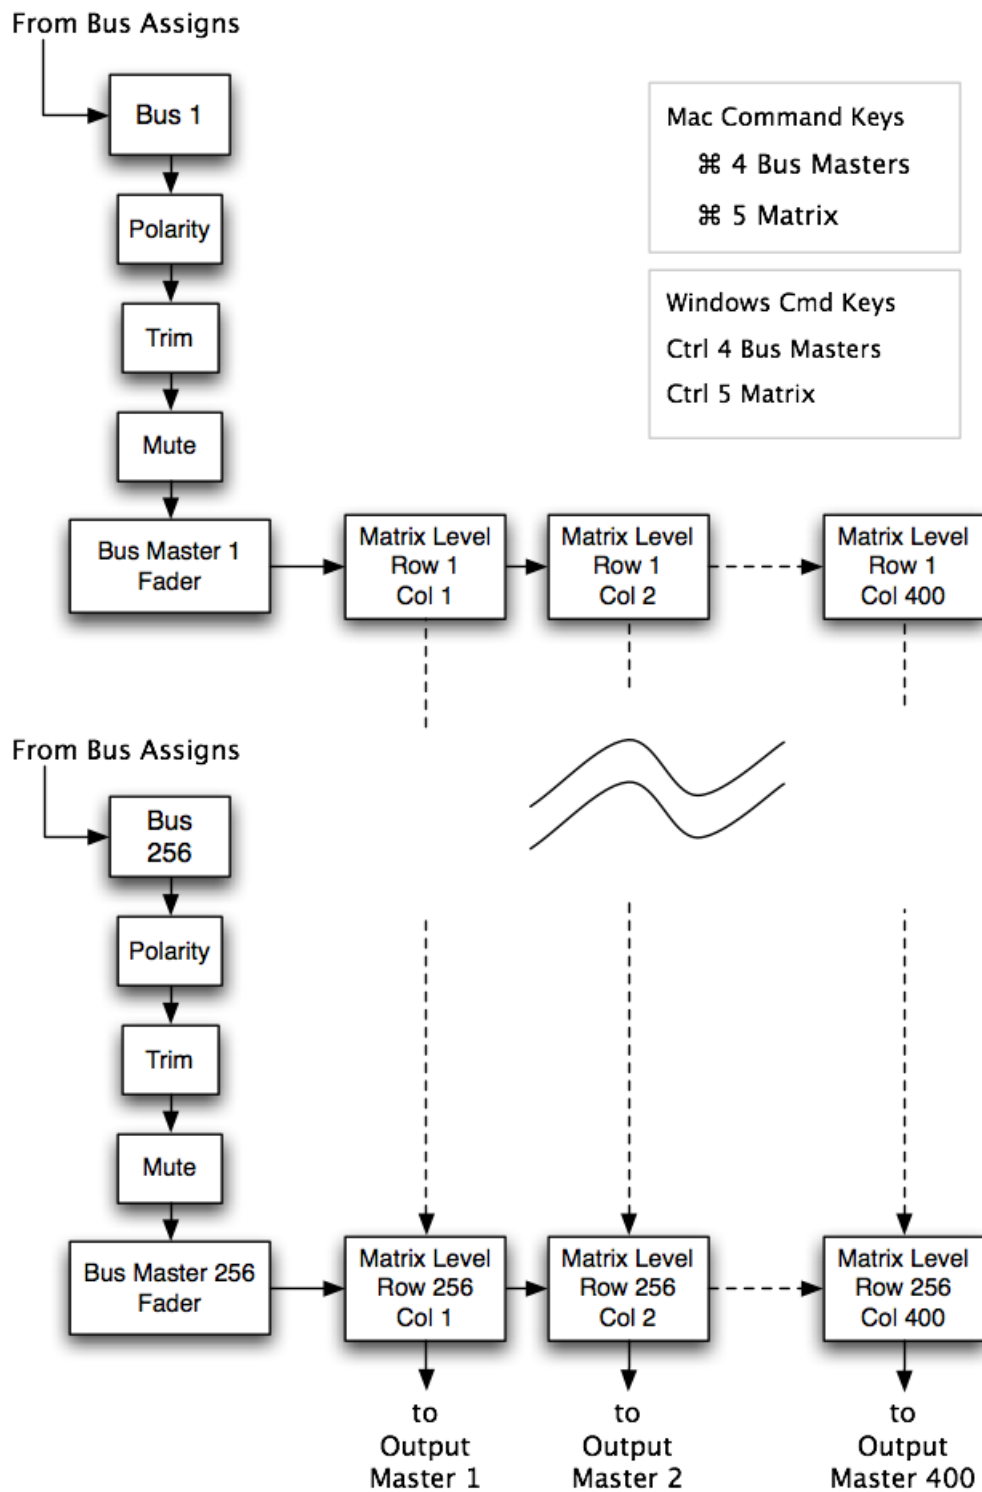 From Bus Assigns
Bus 1
Polarity
Trim
Mute
Bus Master 1
Fader
Matrix Level
Row 1
Col 1
Matrix Level
Row 1
Col 2
Matrix Level
Row 1
Col 400
Mac Command Keys
⌘ 4 Bus Masters
⌘ 5 Matrix
Windows Cmd Keys
Ctrl 4 Bus Masters
Ctrl 5 Matrix
From Bus Assigns
Bus
256
Polarity
Trim
Mute
Bus Master 256
Fader
Matrix Level
Row 256
Col 1
Matrix Level
Row 256
Col 2
Matrix Level
Row 256
Col 400
to
Output
Master 1
to
Output
Master 2
to
Output
Master 400